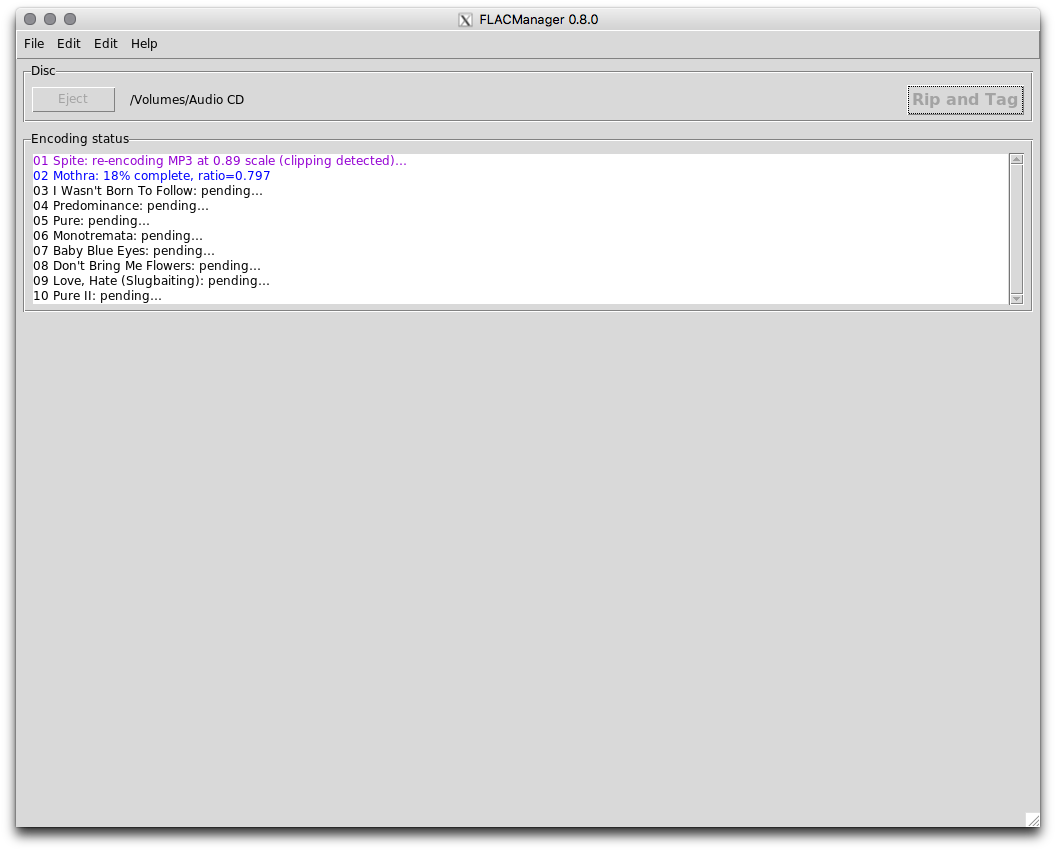 FLACManager 0.8.0
File Edit Edit Help
Disc
Eject /Volumes/Audio CD Rip and Tag
Encoding status
01 Spite: re-encoding MP3 at 0.89 scale (clipping detected)...
02 Mothra: 18% complete, ratio=0.797
03 I Wasn't Born To Follow: pending...
04 Predominance: pending...
05 Pure: pending...
06 Monotremata: pending...
07 Baby Blue Eyes: pending...
08 Don't Bring Me Flowers: pending...
09 Love, Hate (Slugbaiting): pending...
10 Pure II: pending...